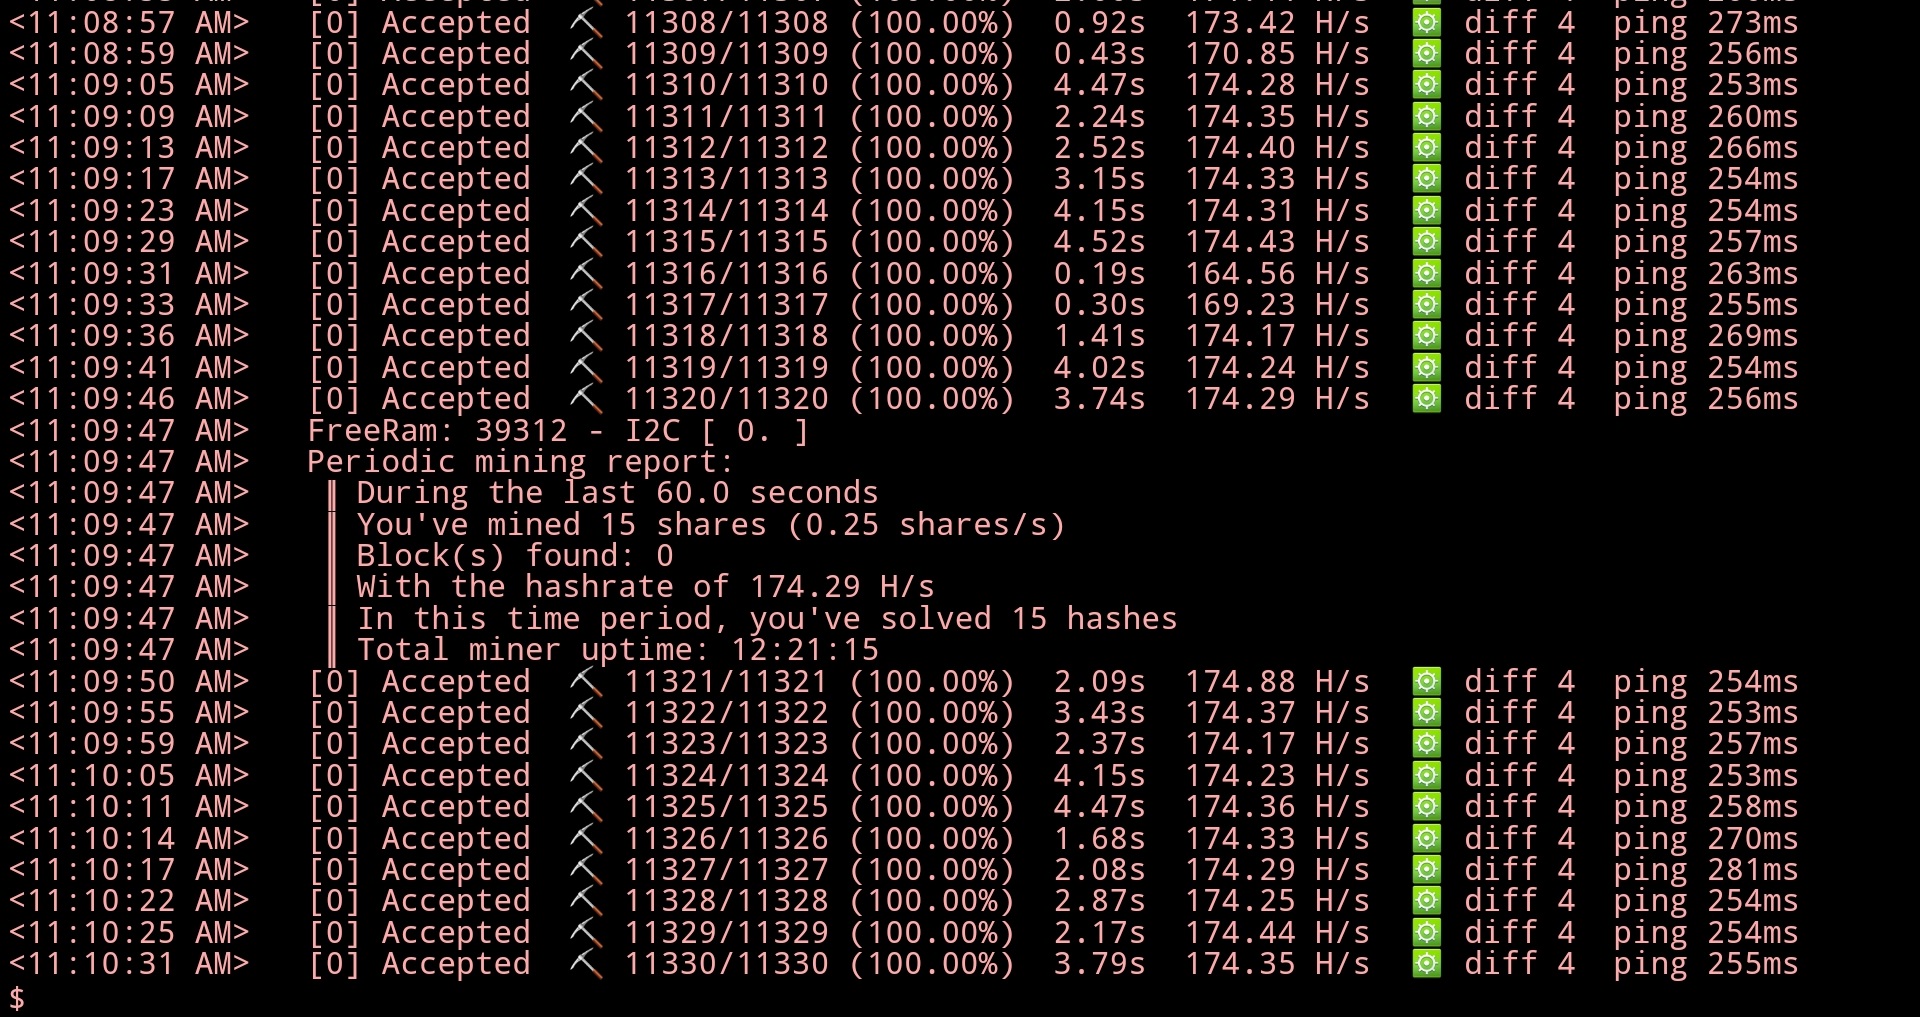 <11:08:57 AM> [0] Accepted ⛏ 11308/11308 (100.00%) 0.92s 173.42 H/s ⚙ diff 4 ping 273ms
<11:08:59 AM> [0] Accepted ⛏ 11309/11309 (100.00%) 0.43s 170.85 H/s ⚙ diff 4 ping 256ms
<11:09:05 AM> [0] Accepted ⛏ 11310/11310 (100.00%) 4.47s 174.28 H/s ⚙ diff 4 ping 253ms
<11:09:09 AM> [0] Accepted ⛏ 11311/11311 (100.00%) 2.24s 174.35 H/s ⚙ diff 4 ping 260ms
<11:09:13 AM> [0] Accepted ⛏ 11312/11312 (100.00%) 2.52s 174.40 H/s ⚙ diff 4 ping 266ms
<11:09:17 AM> [0] Accepted ⛏ 11313/11313 (100.00%) 3.15s 174.33 H/s ⚙ diff 4 ping 254ms
<11:09:23 AM> [0] Accepted ⛏ 11314/11314 (100.00%) 4.15s 174.31 H/s ⚙ diff 4 ping 254ms
<11:09:29 AM> [0] Accepted ⛏ 11315/11315 (100.00%) 4.52s 174.43 H/s ⚙ diff 4 ping 257ms
<11:09:31 AM> [0] Accepted ⛏ 11316/11316 (100.00%) 0.19s 164.56 H/s ⚙ diff 4 ping 263ms
<11:09:33 AM> [0] Accepted ⛏ 11317/11317 (100.00%) 0.30s 169.23 H/s ⚙ diff 4 ping 255ms
<11:09:36 AM> [0] Accepted ⛏ 11318/11318 (100.00%) 1.41s 174.17 H/s ⚙ diff 4 ping 269ms
<11:09:41 AM> [0] Accepted ⛏ 11319/11319 (100.00%) 4.02s 174.24 H/s ⚙ diff 4 ping 254ms
<11:09:46 AM> [0] Accepted ⛏ 11320/11320 (100.00%) 3.74s 174.29 H/s ⚙ diff 4 ping 256ms
<11:09:47 AM> FreeRam: 39312 - I2C [ 0. ]
<11:09:47 AM> Periodic mining report:
<11:09:47 AM> ‖ During the last 60.0 seconds
<11:09:47 AM> ‖ You've mined 15 shares (0.25 shares/s)
<11:09:47 AM> ‖ Block(s) found: 0
<11:09:47 AM> ‖ With the hashrate of 174.29 H/s
<11:09:47 AM> ‖ In this time period, you've solved 15 hashes
<11:09:47 AM> ‖ Total miner uptime: 12:21:15
<11:09:50 AM> [0] Accepted ⛏ 11321/11321 (100.00%) 2.09s 174.88 H/s ⚙ diff 4 ping 254ms
<11:09:55 AM> [0] Accepted ⛏ 11322/11322 (100.00%) 3.43s 174.37 H/s ⚙ diff 4 ping 253ms
<11:09:59 AM> [0] Accepted ⛏ 11323/11323 (100.00%) 2.37s 174.17 H/s ⚙ diff 4 ping 257ms
<11:10:05 AM> [0] Accepted ⛏ 11324/11324 (100.00%) 4.15s 174.23 H/s ⚙ diff 4 ping 253ms
<11:10:11 AM> [0] Accepted ⛏ 11325/11325 (100.00%) 4.47s 174.36 H/s ⚙ diff 4 ping 258ms
<11:10:14 AM> [0] Accepted ⛏ 11326/11326 (100.00%) 1.68s 174.33 H/s ⚙ diff 4 ping 270ms
<11:10:17 AM> [0] Accepted ⛏ 11327/11327 (100.00%) 2.08s 174.29 H/s ⚙ diff 4 ping 281ms
<11:10:22 AM> [0] Accepted ⛏ 11328/11328 (100.00%) 2.87s 174.25 H/s ⚙ diff 4 ping 254ms
<11:10:25 AM> [0] Accepted ⛏ 11329/11329 (100.00%) 2.17s 174.44 H/s ⚙ diff 4 ping 254ms
<11:10:31 AM> [0] Accepted ⛏ 11330/11330 (100.00%) 3.79s 174.35 H/s ⚙ diff 4 ping 255ms
$